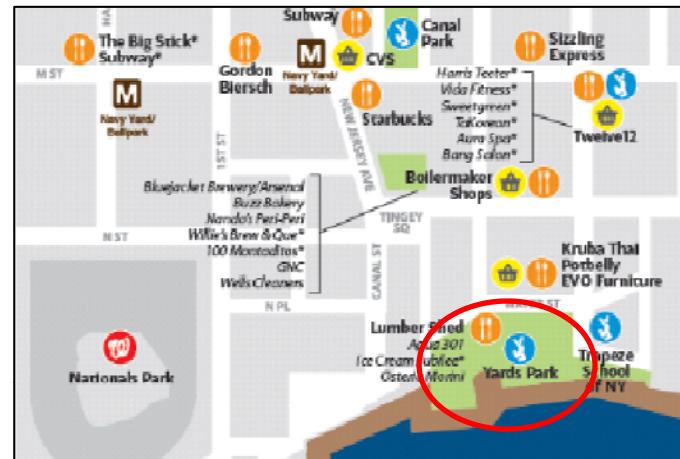 Subway
The Big Stick*
Subway*
M ST
M
Navy Yard/
Ballpark
Gordon
Biersch
M
Navy Yard/
Ballpark
CVS
Canal
Park
Sizzling
Express
Starbucks
NEW JERSEY AVE
1ST ST
Harris Teeter*
Vida Fitness*
Sweetgreen*
TaKorean*
Aura Spa*
Bang Salon*
Twelve12
Boilermaker
Shops
Bluejacket Brewery/Arsenal
Buzz Bakery
Nando's Peri-Peri
Willie's Brew & Que*
100 Montaditos*
GNC
Wells Cleaners
N ST
TINGEY
SQ
CANAL ST
N PL
Kruba Thai
Potbelly
EVO Furnicure
WATER ST
Lumber Shed
Agua 301
Ice Cream Jubilee*
Osteria Morini
Yards Park
Trapeze
School
of NY
W
Nationals Park